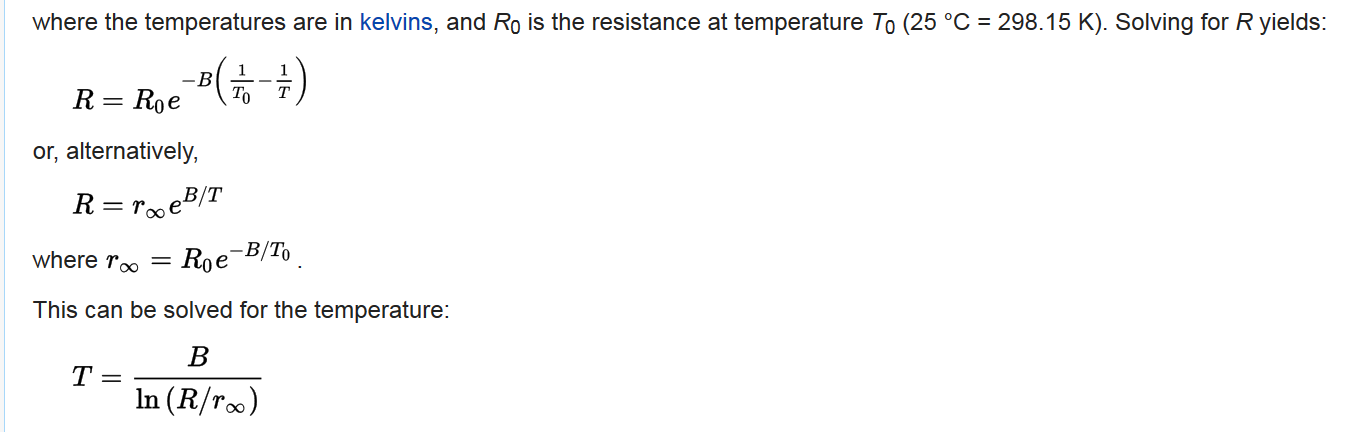 where the temperatures are in kelvins, and R₀ is the resistance at temperature T₀ (25 °C = 298.15 K). Solving for R yields:
R = R₀e^{−B(1/T₀ − 1/T)}
or, alternatively,
R = r∞e^{B/T}
where r∞ = R₀e^{−B/T₀}.
This can be solved for the temperature:
T = B / ln (R/r∞)